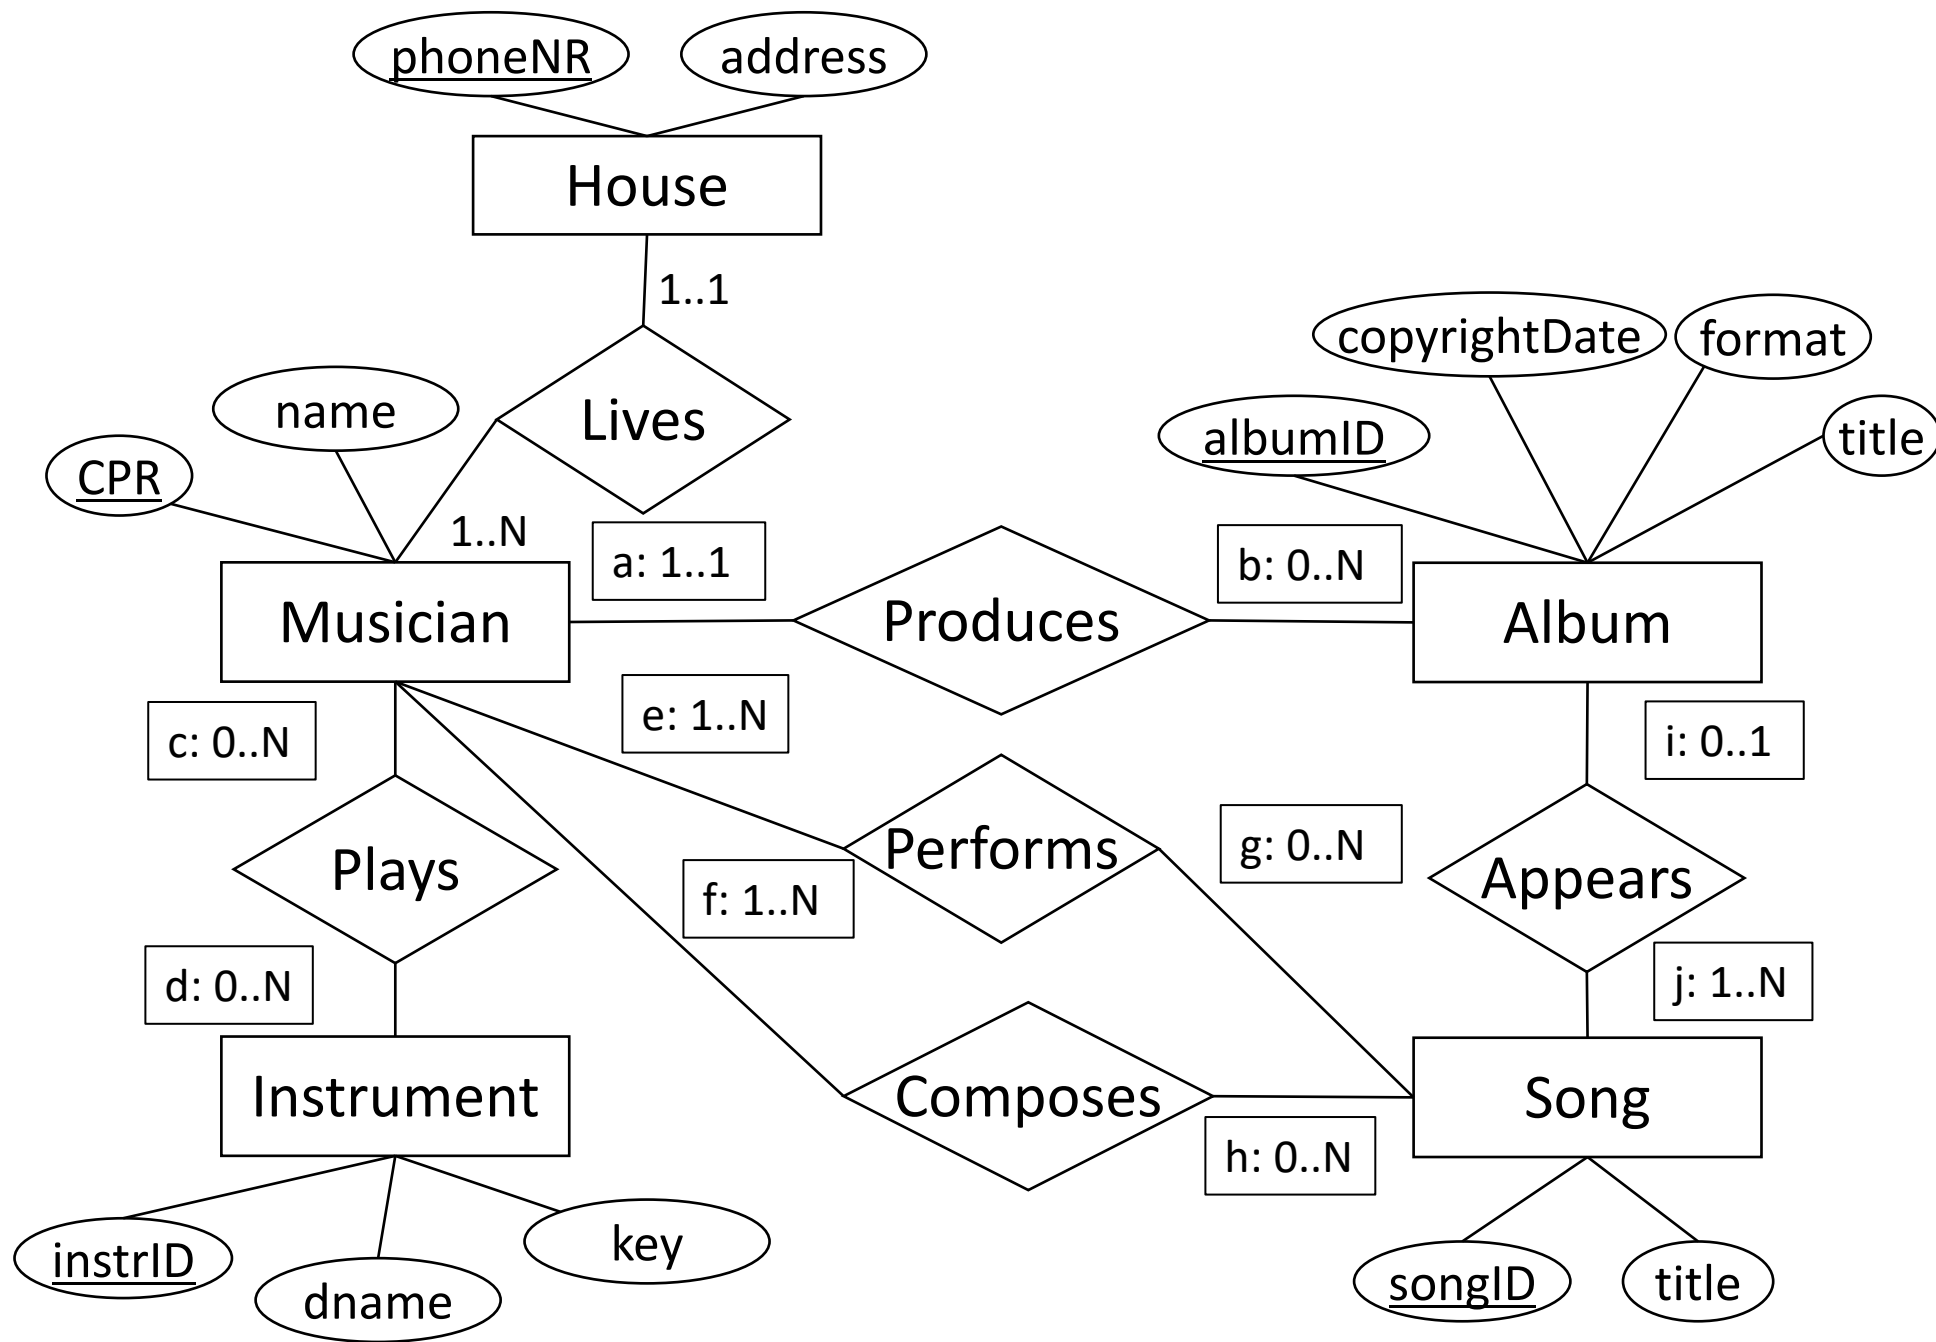 phoneNR
address
House
1..1
copyrightDate
format
name
Lives
albumID
title
CPR
1..N
a: 1..1
b: 0..N
Musician
Produces
Album
c: 0..N
e: 1..N
i: 0..1
Plays
Performs
g: 0..N
Appears
f: 1..N
d: 0..N
j: 1..N
Instrument
Composes
Song
h: 0..N
instrID
key
dname
songID
title